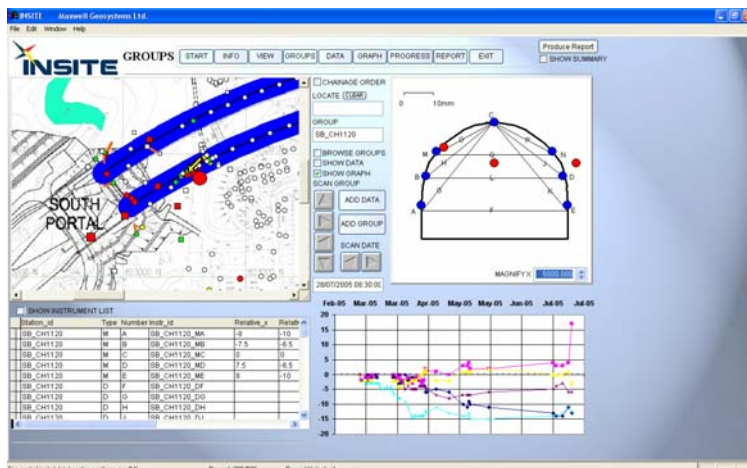 INSITE Maxwell Geosystems Ltd.
File Edit Window Help
INSITE
GROUPS START INFO VIEW GROUPS DATA GRAPH PROGRESS REPORT EXIT
Produce Report
SHOW SUMMARY
CHAINAGE ORDER
LOCATE (CLEAR)
GROUP
SB_CH1120
BROWSE GROUPS
SHOW DATA
SHOW GRAPH
SCAN GROUP
ADD DATA
ADD GROUP
SCAN DATE
28/07/2005 08:30:00
SOUTH
PORTAL
0 10mm
C
M G N
H J
B L D
A F E
MAGNIFY X 5000.000
SHOW INSTRUMENT LIST
Station_id Type Number Instr_id Relative_x
SB_CH1120 M A SB_CH1120_MA -8 -10
SB_CH1120 M B SB_CH1120_MB -7.5 -6.5
SB_CH1120 M C SB_CH1120_MC 0 0
SB_CH1120 M D SB_CH1120_MD 7.5 -6.5
SB_CH1120 M E SB_CH1120_ME 8 -10
SB_CH1120 D F SB_CH1120_DF
SB_CH1120 D G SB_CH1120_DG
SB_CH1120 D H SB_CH1120_DH
SB_CH1120 D J SB_CH1120_DJ
Feb-05 Mar-05 Mar-05 Apr-05 May-05 May-05 Jun-05 Jul-05 Jul-05
20
15
10
5
0
-5
-10
-15
-20